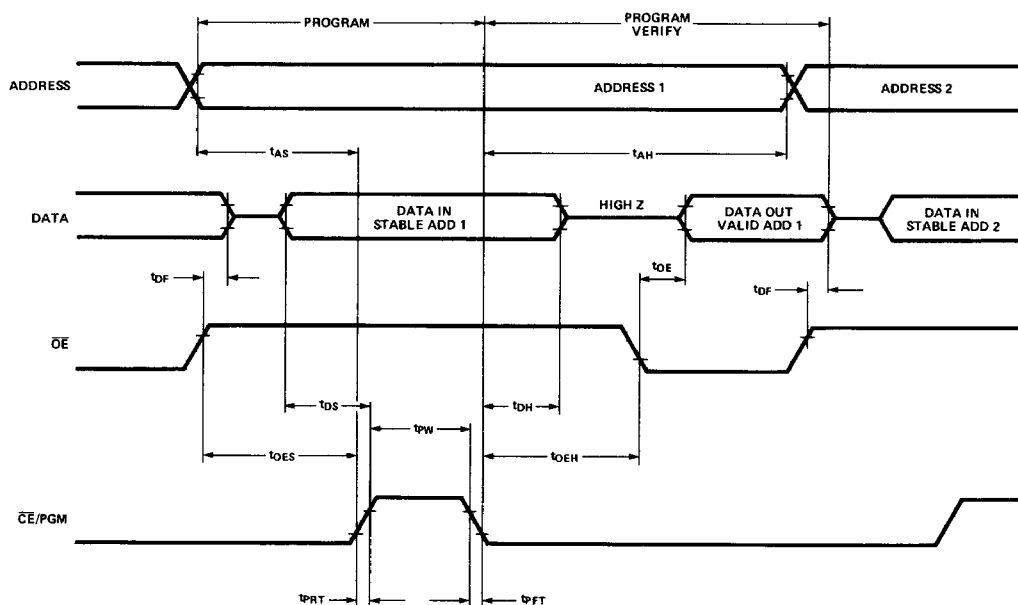 PROGRAM
PROGRAM
VERIFY
ADDRESS
ADDRESS 1
ADDRESS 2
tAS
tAH
DATA
DATA IN
STABLE ADD 1
HIGH Z
DATA OUT
VALID ADD 1
DATA IN
STABLE ADD 2
tDF
tOE
tDF
OE
tDS
tDH
tPW
tOES
tOEH
CE/PGM
tPRT
tPFT